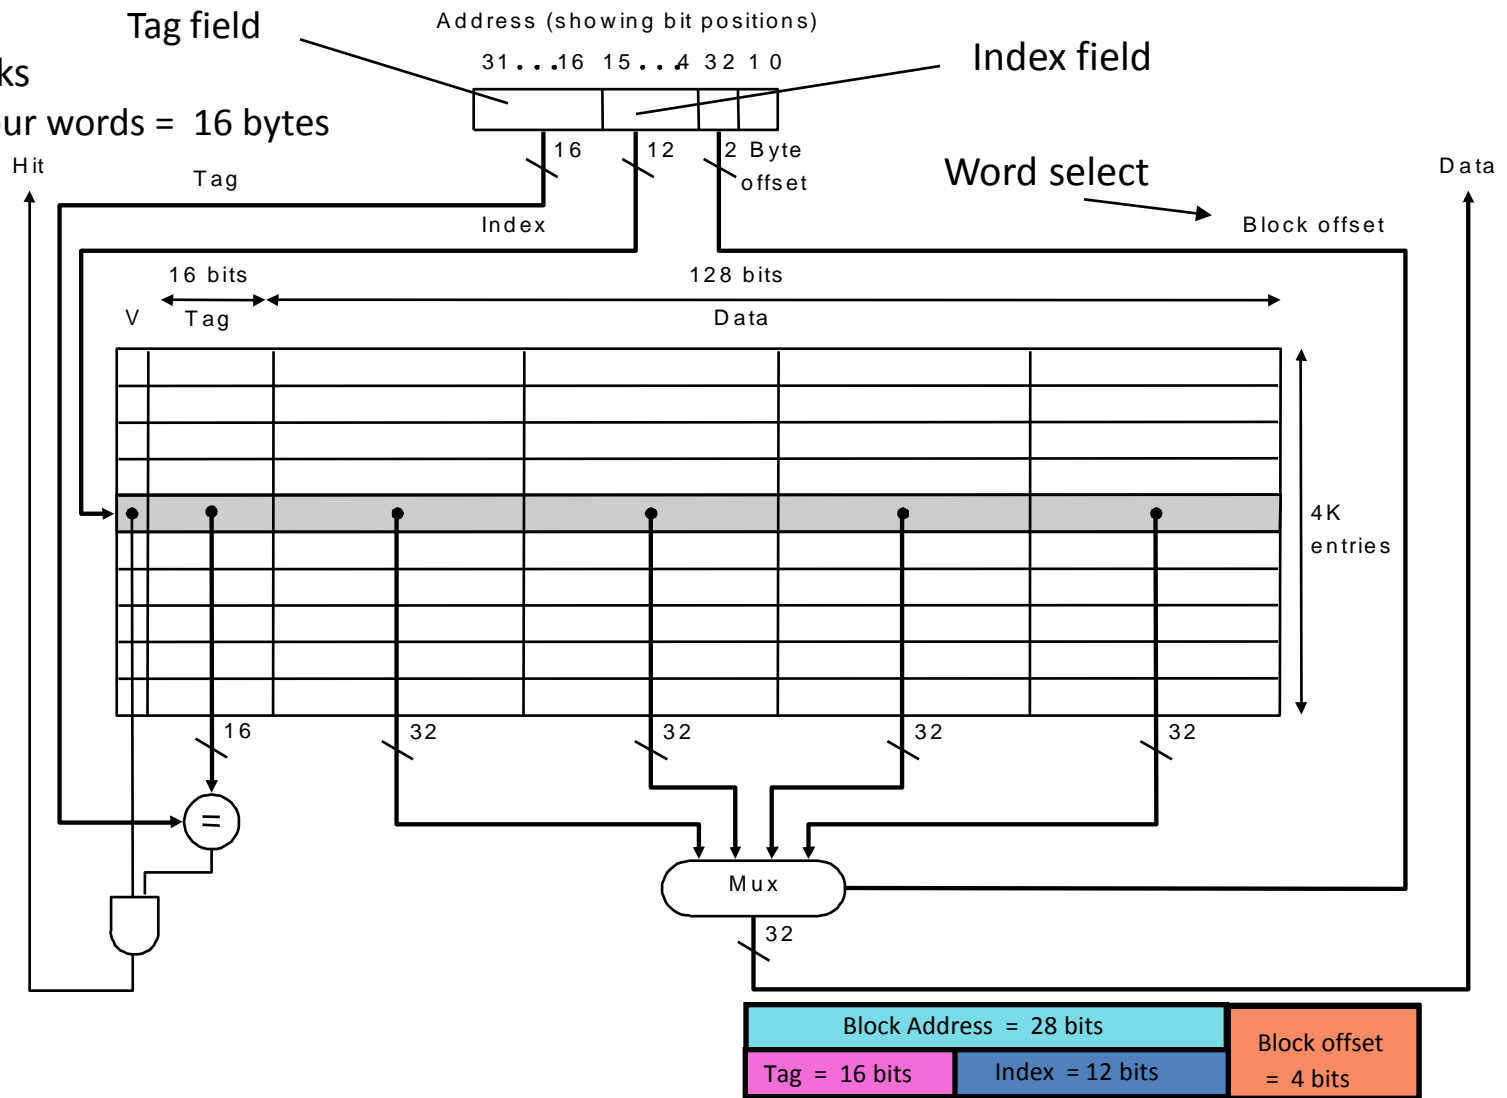 Tag field
Address (showing bit positions)
31...16 15...4 32 1 0
Index field
ks
our words = 16 bytes
16
12
2 Byte
offset
Hit
Tag
Word select
Data
Index
Block offset
16 bits
128 bits
V
Tag
Data
4K
entries
16
32
32
32
32
=
Mux
32
Block Address = 28 bits
Block offset
= 4 bits
Tag = 16 bits
Index = 12 bits